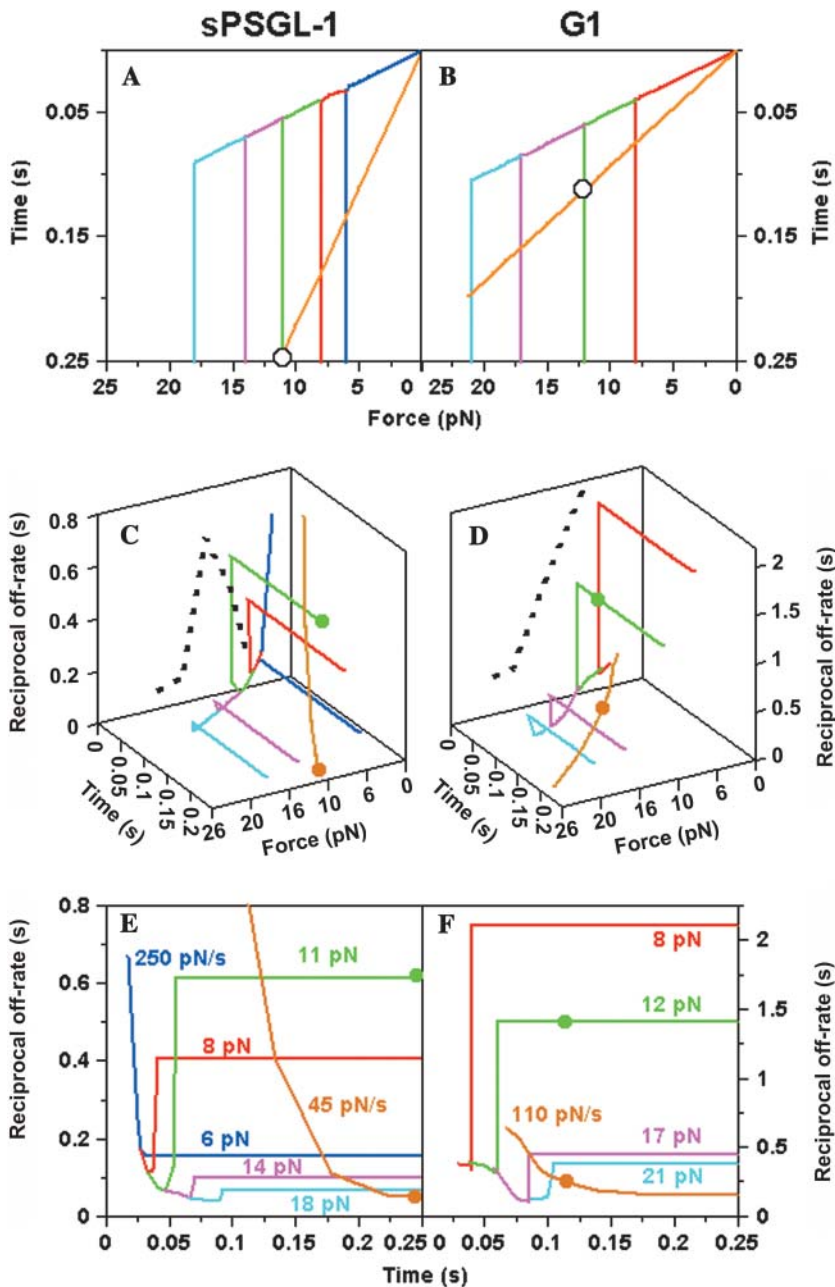 sPSGL-1 G1
A B
Time (s)
0.05
0.15
0.25
25 20 15 10 5 0
Force (pN)
20 15 10 5 0
0.05
0.15
0.25
Time (s)
C D
Reciprocal off-rate (s)
0.8
0.6
0.4
0.2
0
0 0.05 0.1 0.15 0.2
Time (s)
26 20 16 10 6 0
Force (pN)
0 0.05 0.1 0.15 0.2
Time (s)
26 20 16 10 6 0
Force (pN)
2
1.5
1
0.5
0
Reciprocal off-rate (s)
E F
Reciprocal off-rate (s)
0.8
0.6
0.4
0.2
0
250 pN/s
11 pN
8 pN
45 pN/s
6 pN
14 pN
18 pN
8 pN
12 pN
110 pN/s
17 pN
21 pN
2
1.5
1
0.5
0
Reciprocal off-rate (s)
0 0.05 0.1 0.15 0.2 0.25 0 0.05 0.1 0.15 0.2 0.25
Time (s)